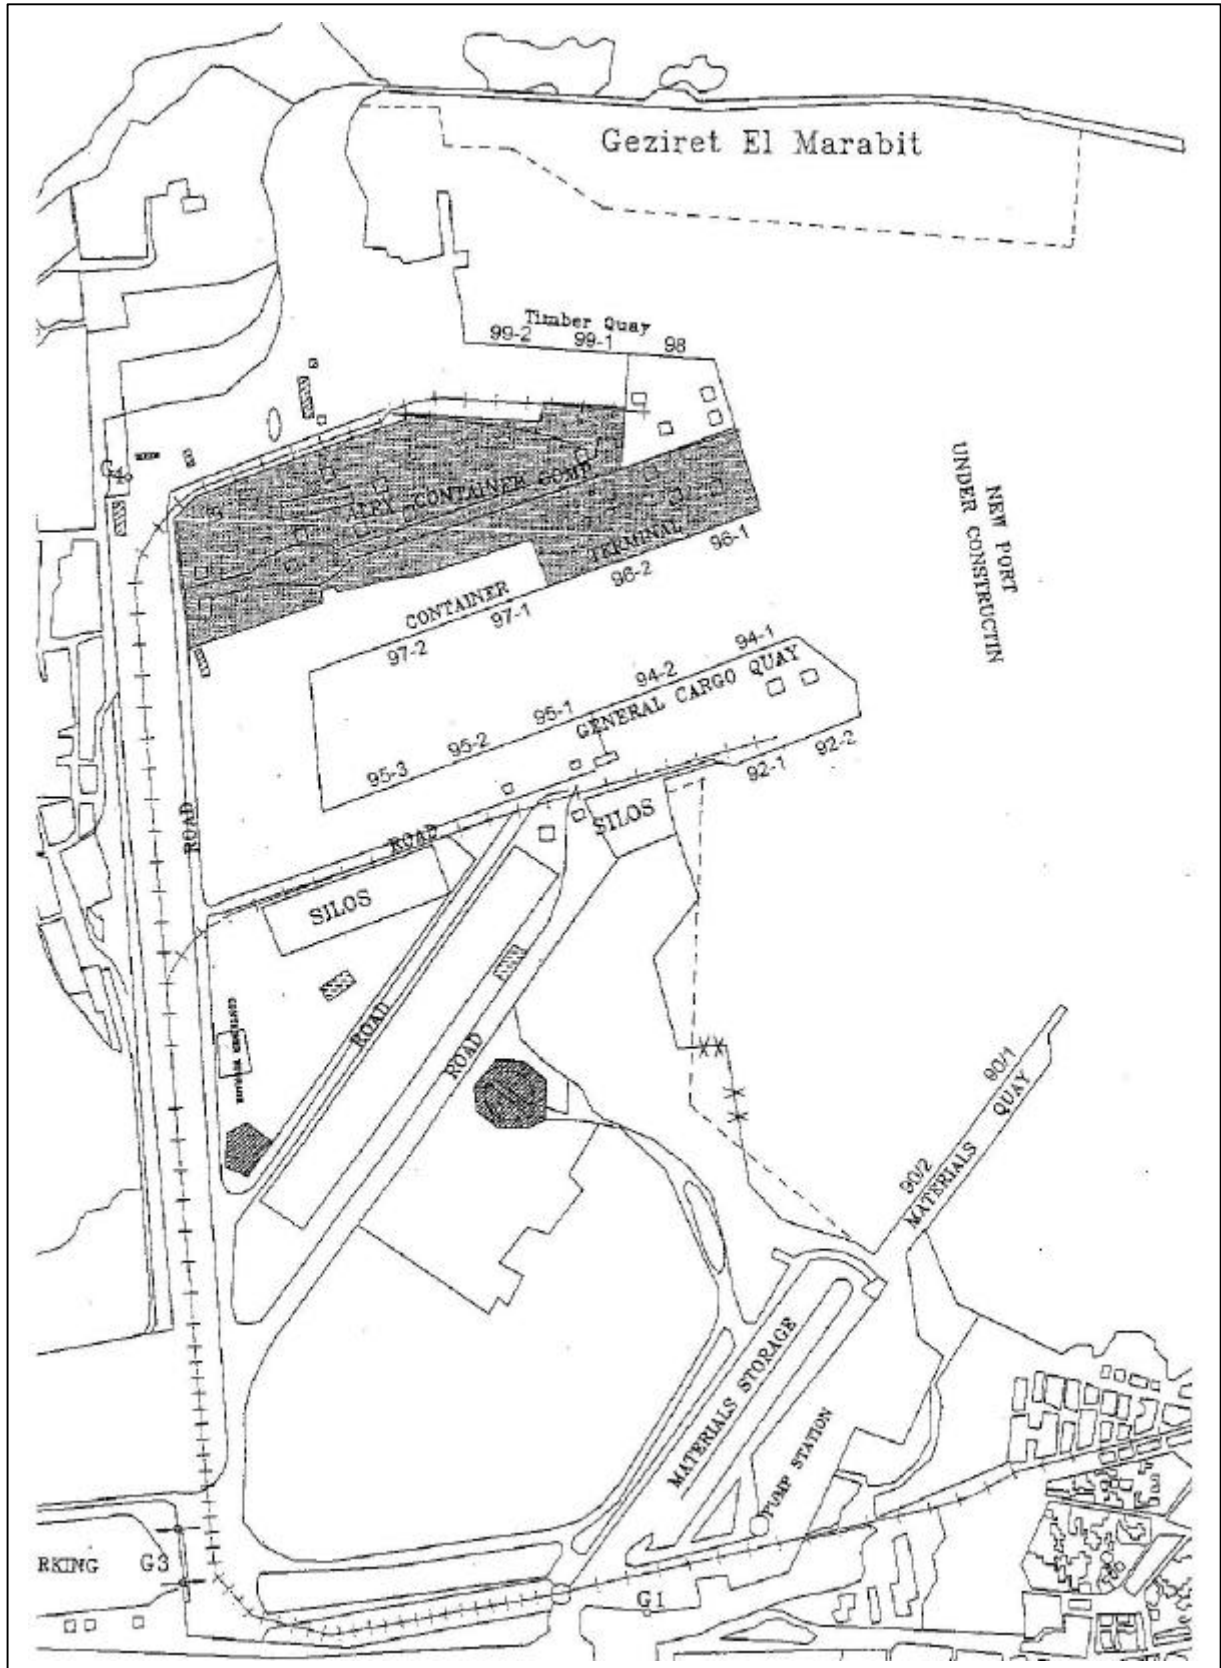 Geziret El Marabit
Timber Quay
99-2
99-1
98
NEW PORT
UNDER CONSTRUCTIN
G4
ALEX CONTAINER COMP
TERMINAL
96-1
96-2
CONTAINER
97-1
97-2
94-1
94-2
GENERAL CARGO QUAY
95-1
95-2
95-3
92-2
92-1
ROAD
ROAD
SILOS
SILOS
ROAD
ROAD
90/1
90/2
MATERIALS QUAY
MATERIALS STORAGE
PUMP STATION
RKING
G3
G1